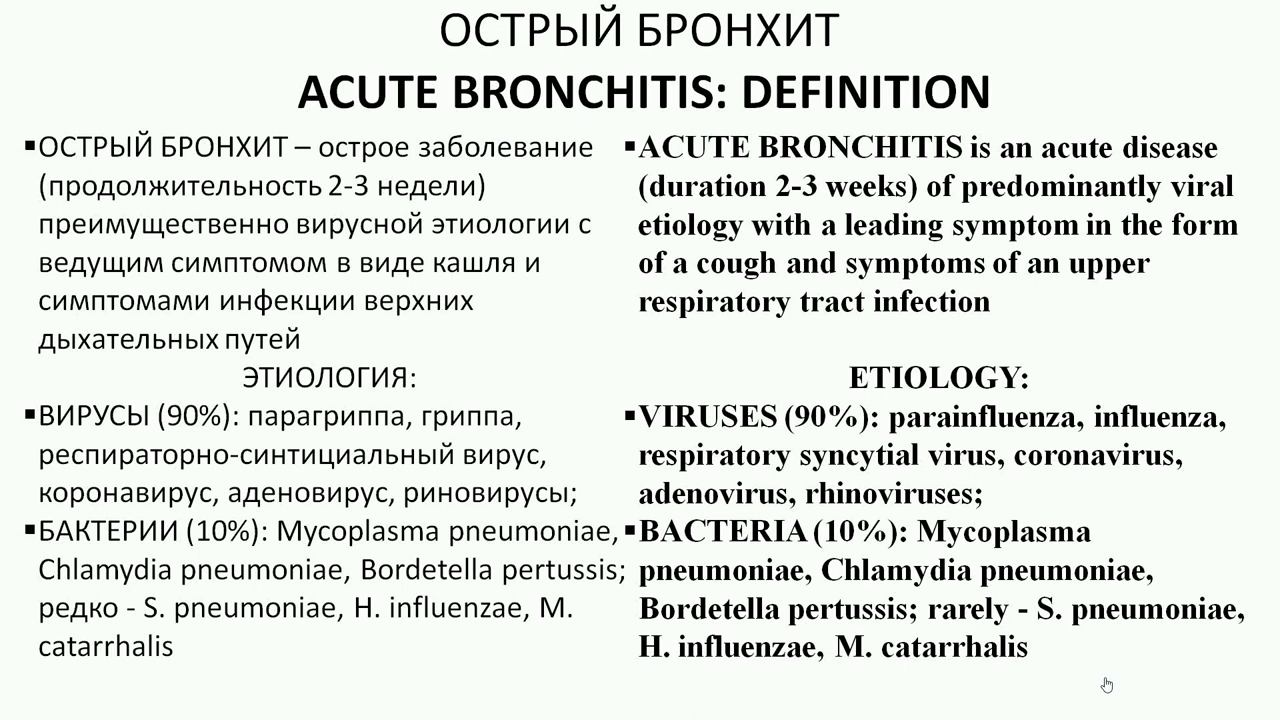 ОСТРЫЙ БРОНХИТ
ACUTE BRONCHITIS: DEFINITION
▪ОСТРЫЙ БРОНХИТ – острое заболевание
(продолжительность 2-3 недели)
преимущественно вирусной этиологии с
ведущим симптомом в виде кашля и
симптомами инфекции верхних
дыхательных путей
ЭТИОЛОГИЯ:
▪ВИРУСЫ (90%): парагриппа, гриппа,
респираторно-синтициальный вирус,
коронавирус, аденовирус, риновирусы;
▪БАКТЕРИИ (10%): Mycoplasma pneumoniae,
Chlamydia pneumoniae, Bordetella pertussis;
редко - S. pneumoniae, H. influenzae, M.
catarrhalis
▪ACUTE BRONCHITIS is an acute disease
(duration 2-3 weeks) of predominantly viral
etiology with a leading symptom in the form
of a cough and symptoms of an upper
respiratory tract infection
ETIOLOGY:
▪VIRUSES (90%): parainfluenza, influenza,
respiratory syncytial virus, coronavirus,
adenovirus, rhinoviruses;
▪BACTERIA (10%): Mycoplasma
pneumoniae, Chlamydia pneumoniae,
Bordetella pertussis; rarely - S. pneumoniae,
H. influenzae, M. catarrhalis